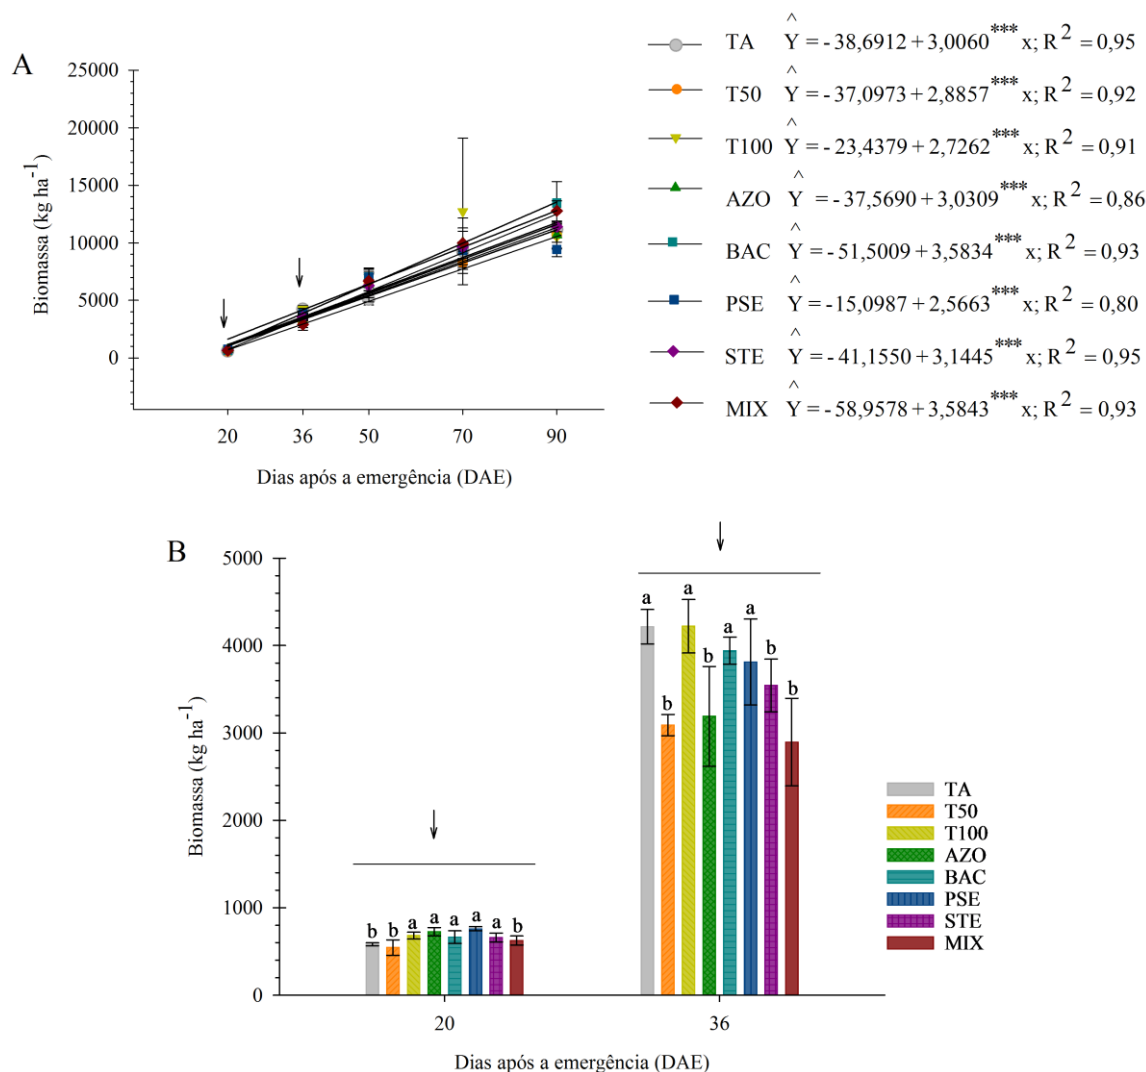 A
Biomassa (kg ha⁻¹)
25000
20000
15000
10000
5000
0
20 36 50 70 90
Dias após a emergência (DAE)
TA Ŷ = - 38,6912 + 3,0060*** x; R² = 0,95
T50 Ŷ = - 37,0973 + 2,8857*** x; R² = 0,92
T100 Ŷ = - 23,4379 + 2,7262*** x; R² = 0,91
AZO Ŷ = - 37,5690 + 3,0309*** x; R² = 0,86
BAC Ŷ = - 51,5009 + 3,5834*** x; R² = 0,93
PSE Ŷ = - 15,0987 + 2,5663*** x; R² = 0,80
STE Ŷ = - 41,1550 + 3,1445*** x; R² = 0,95
MIX Ŷ = - 58,9578 + 3,5843*** x; R² = 0,93
B
Biomassa (kg ha⁻¹)
5000
4000
3000
2000
1000
0
b b a a a a a b
a b a b a a b b
20 36
Dias após a emergência (DAE)
TA
T50
T100
AZO
BAC
PSE
STE
MIX